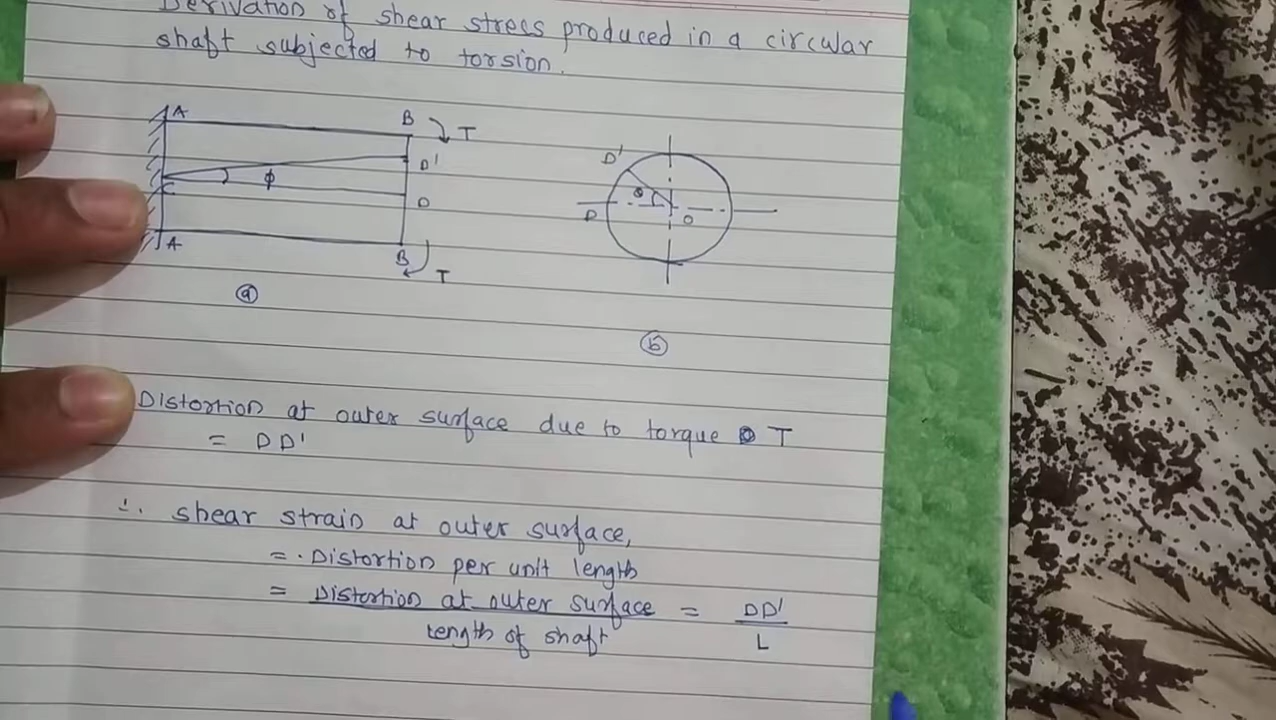 Derivation of shear stress produced in a circular
shaft subjected to torsion.
A
B
T
D'
φ
C
D
A
B
T
ⓐ
D'
θ
D
O
ⓑ
Distortion at outer surface due to torque T
= DD'
∴ shear strain at outer surface,
= Distortion per unit length
= Distortion at outer surface = DD'
Length of shaft L